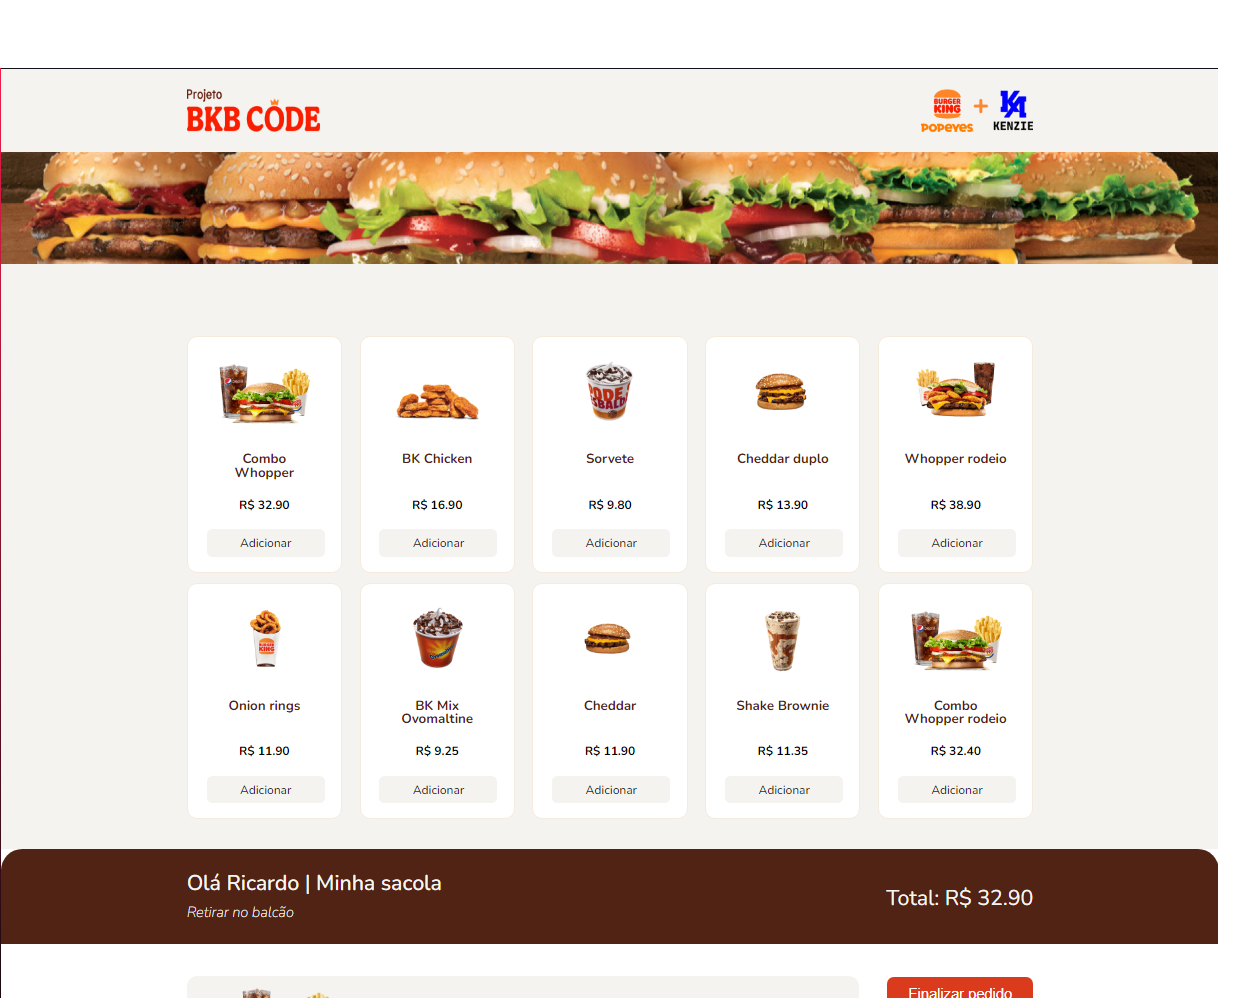 Projeto
BKB CODE
BURGER
KING
POPEYES
+
KA
KENZIE
Combo
Whopper
R$ 32.90
Adicionar
BK Chicken
R$ 16.90
Adicionar
Sorvete
R$ 9.80
Adicionar
Cheddar duplo
R$ 13.90
Adicionar
Whopper rodeio
R$ 38.90
Adicionar
Onion rings
R$ 11.90
Adicionar
BK Mix
Ovomaltine
R$ 9.25
Adicionar
Cheddar
R$ 11.90
Adicionar
Shake Brownie
R$ 11.35
Adicionar
Combo
Whopper rodeio
R$ 32.40
Adicionar
Olá Ricardo | Minha sacola
Retirar no balcão
Total: R$ 32.90
Finalizar pedido